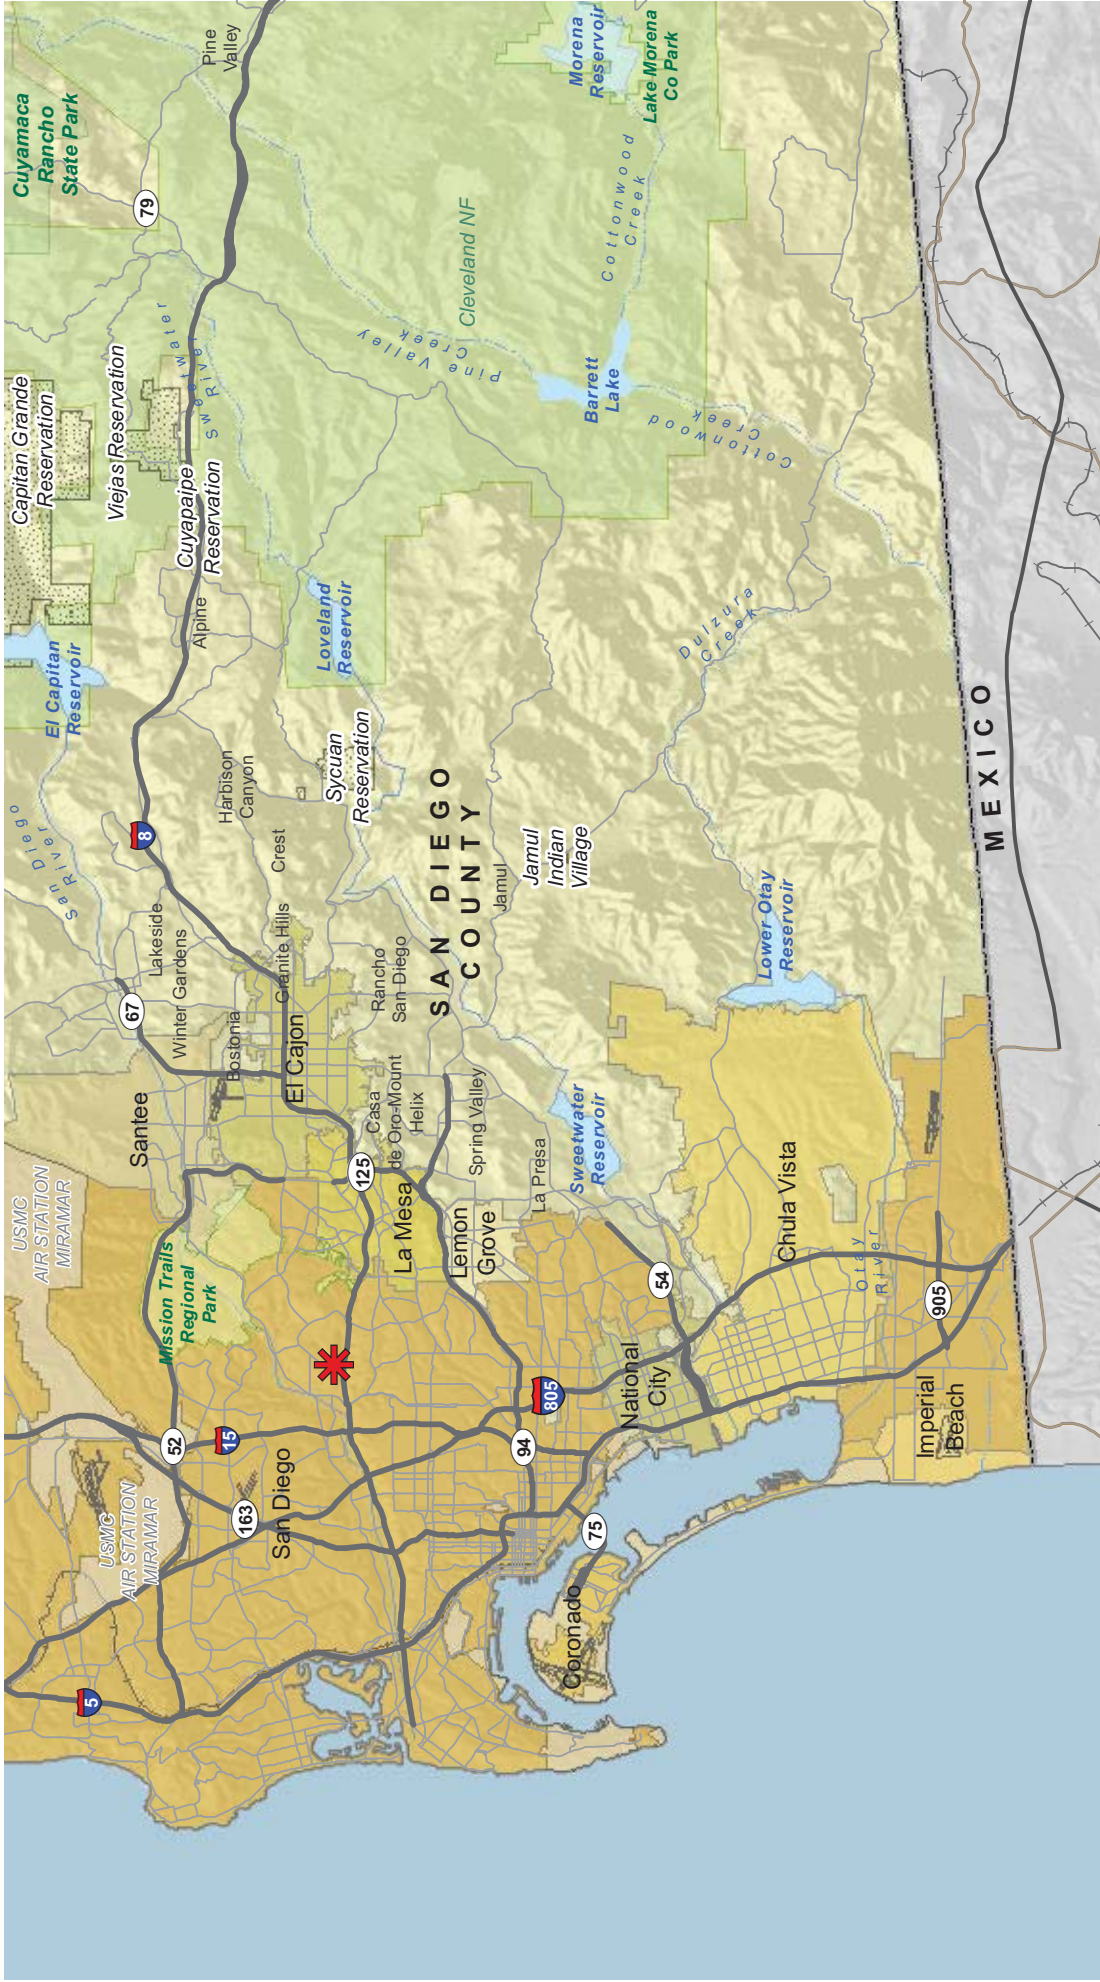 USMC
AIR STATION
MIRAMAR
5
USMC
AIR STATION
MIRAMAR
52
15
163
San Diego
Mission Trails
Regional
Park
Santee
67
Winter Gardens
Lakeside
Bostonia
El Cajon
Granite Hills
San Diego
River
8
El Capitan
Reservoir
Capitan Grande
Reservation
Viejas Reservation
Cuyapaipe
Reservation
Alpine
Harbison
Canyon
Crest
Cuyamaca
Rancho
State Park
79
Pine
Valley
Sweetwater
River
Loveland
Reservoir
Sycuan
Reservation
125
La Mesa
Casa
de Oro-Mount
Helix
Rancho
San Diego
Lemon
Grove
Spring Valley
La Presa
SAN DIEGO
COUNTY
Jamul
Jamul
Indian
Village
Cleveland NF
Pine Valley
Creek
Morena
Reservoir
Lake Morena
Co Park
Cottonwood
Creek
Barrett
Lake
Cottonwood
Creek
Dulzura
Creek
94
805
75
Coronado
National
City
54
Sweetwater
Reservoir
Lower Otay
Reservoir
Chula Vista
Otay
River
905
Imperial
Beach
MEXICO